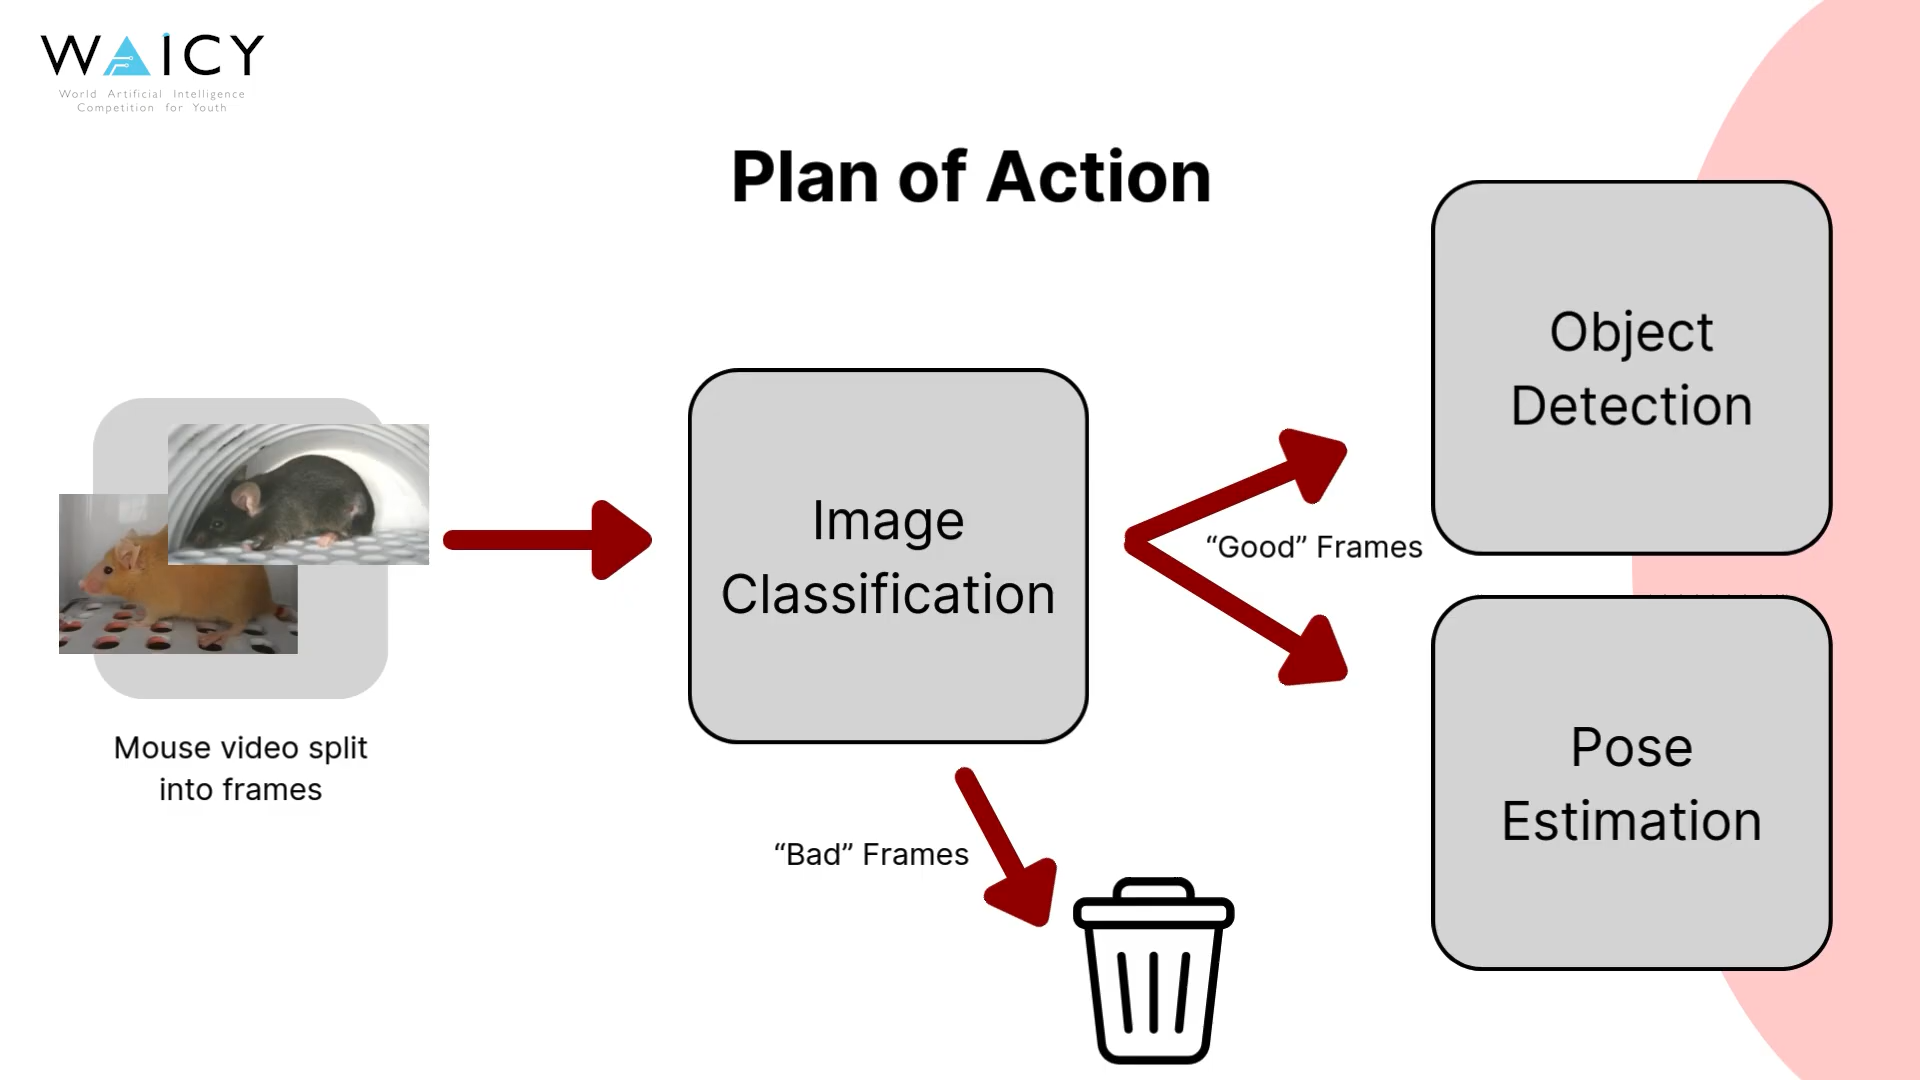 WAICY
World Artificial Intelligence
Competition for Youth
Plan of Action
Mouse video split
into frames
Image
Classification
“Good” Frames
“Bad” Frames
Object
Detection
Pose
Estimation